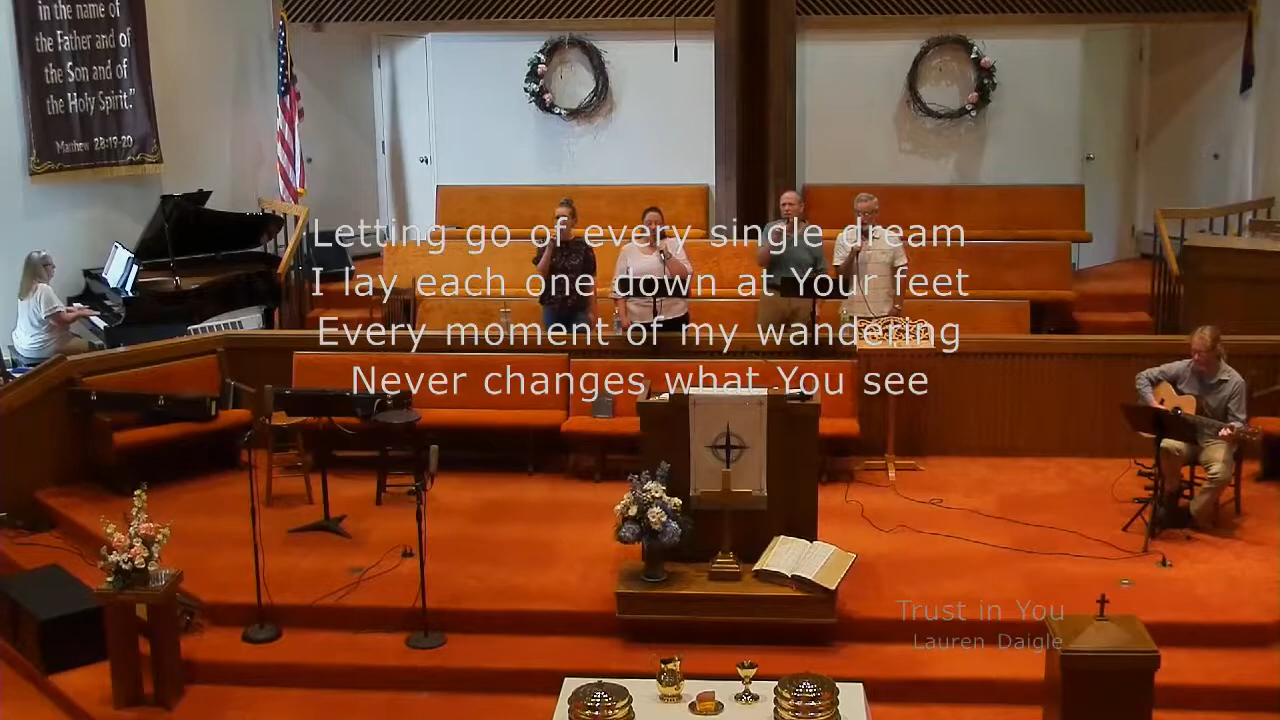 in the name of
the Father and of
the Son and of
the Holy Spirit."
Matthew 28:19-20
Letting go of every single dream
I lay each one down at Your feet
Every moment of my wandering
Never changes what You see
Trust in You
Lauren Daigle